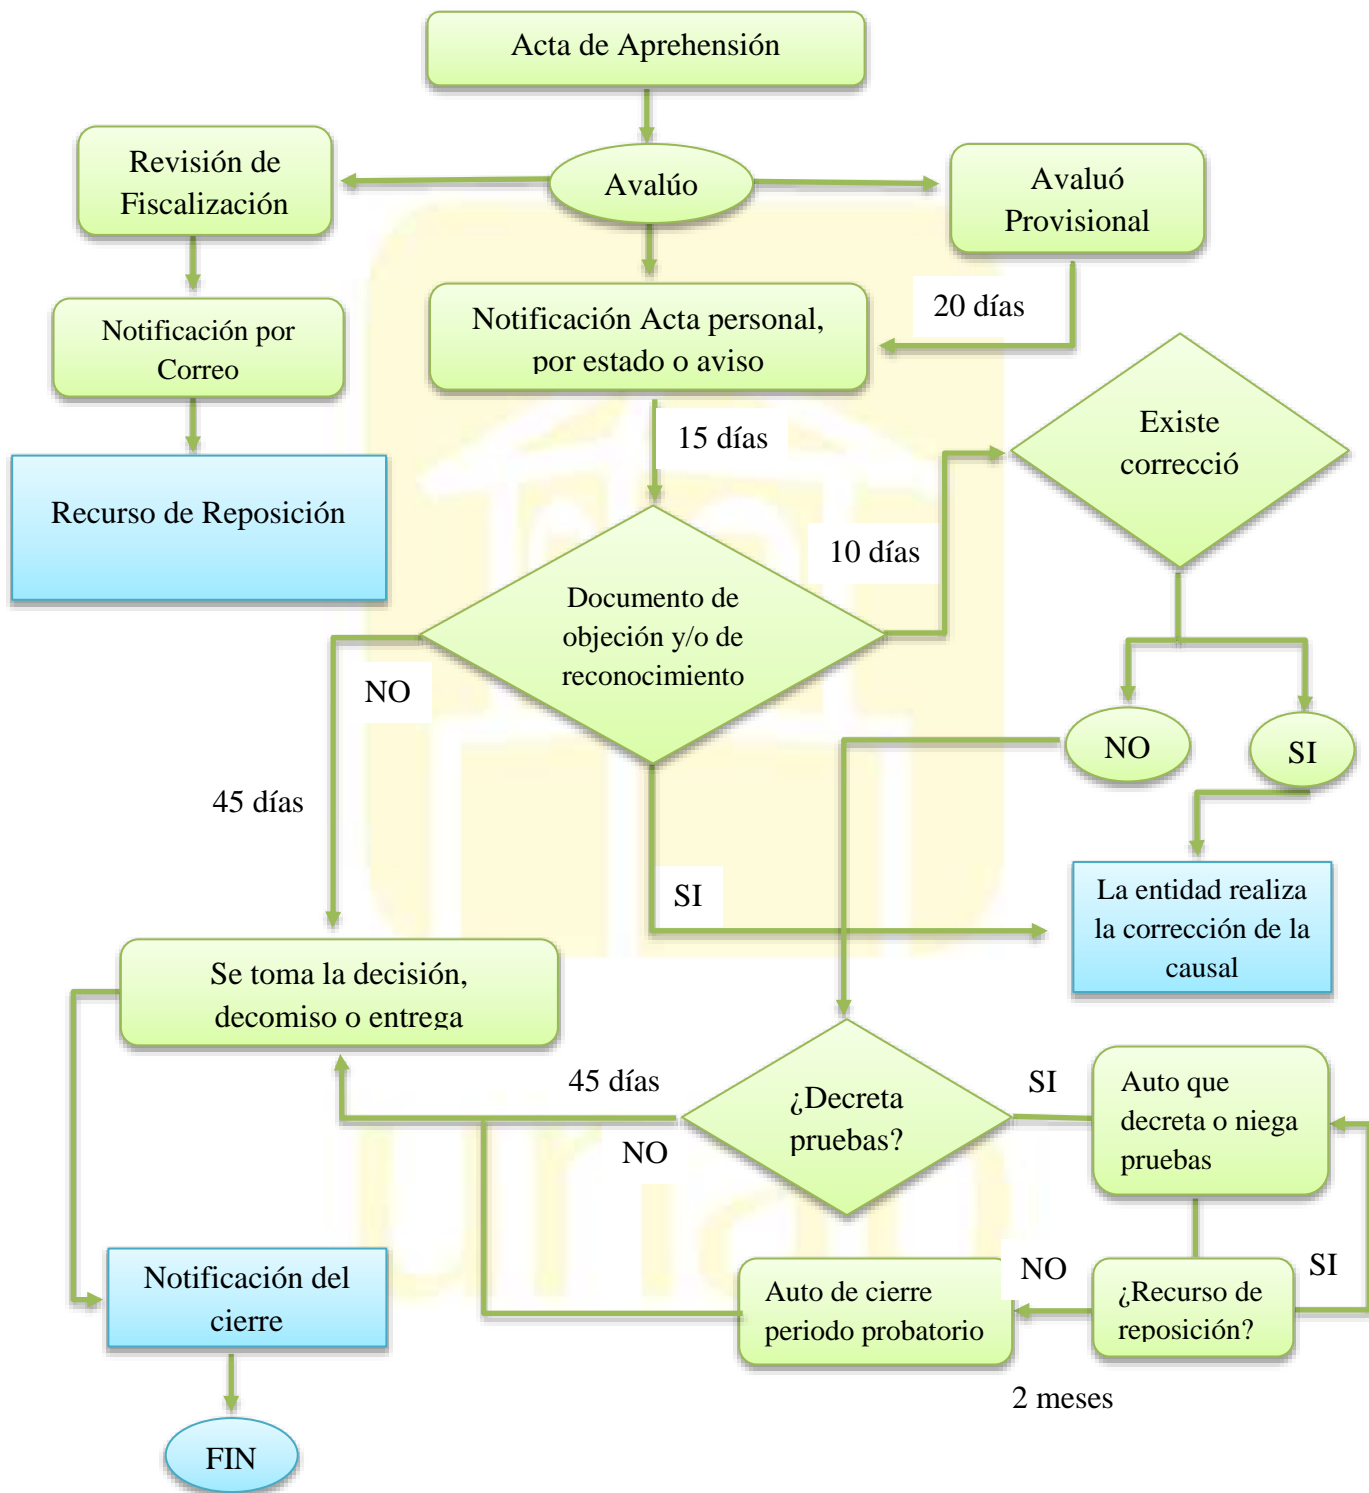 Acta de Aprehensión
Revisión de
Fiscalización
Avalúo
Avaluó
Provisional
20 días
Notificación por
Correo
Notificación Acta personal,
por estado o aviso
15 días
Existe
correcció
Recurso de Reposición
10 días
Documento de
objeción y/o de
reconocimiento
NO
NO
SI
45 días
SI
La entidad realiza
la corrección de la
causal
Se toma la decisión,
decomiso o entrega
45 días
NO
¿Decreta
pruebas?
SI
Auto que
decreta o niega
pruebas
Notificación del
cierre
Auto de cierre
periodo probatorio
NO
¿Recurso de
reposición?
SI
2 meses
FIN